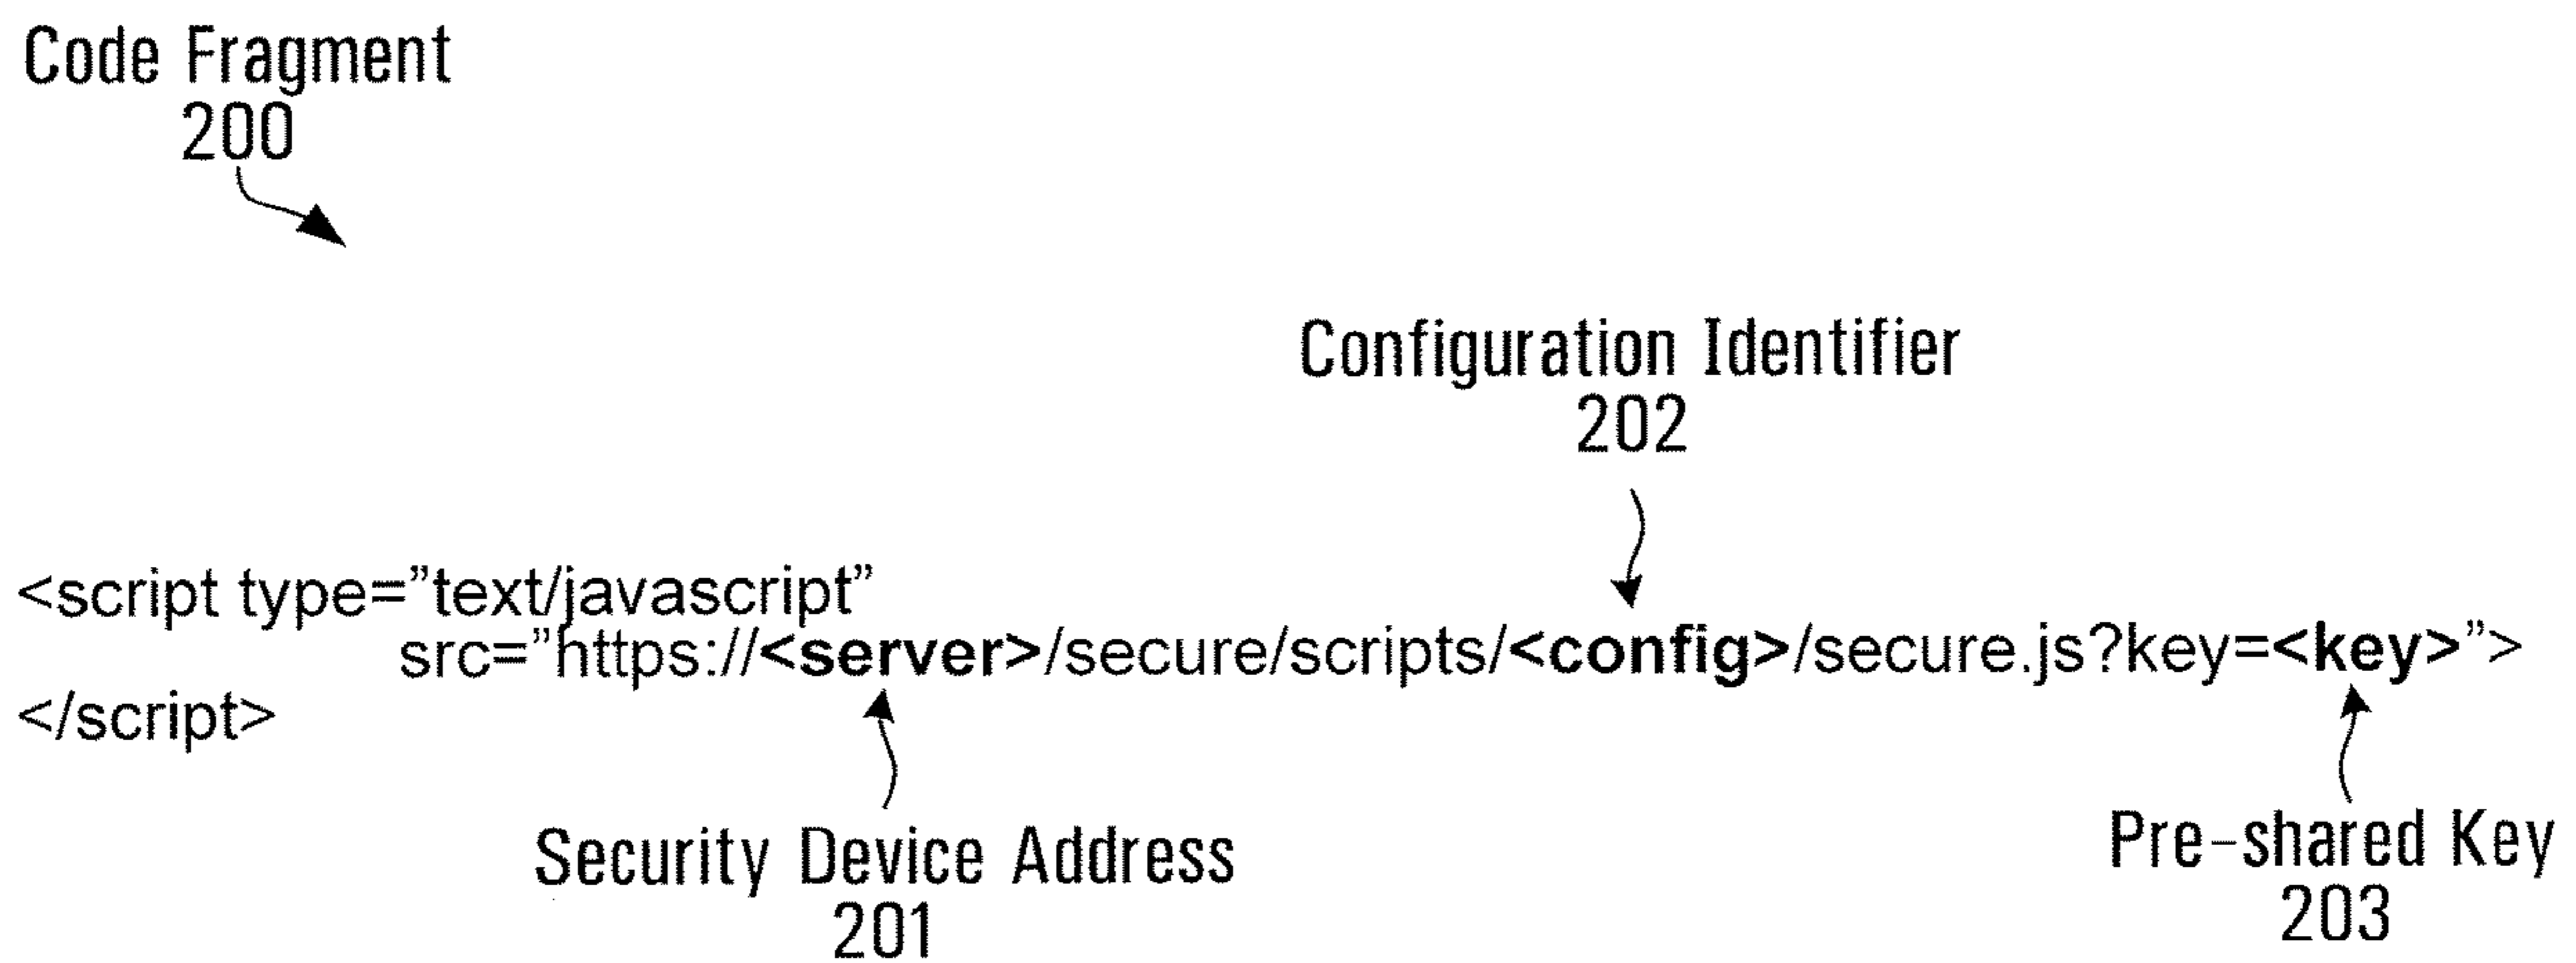 Code Fragment
200
Configuration Identifier
202
<script type=”text/javascript”
src=”https://<server>/secure/scripts/<config>/secure.js?key=<key>”>
</script>
Security Device Address
201
Pre-shared Key
203